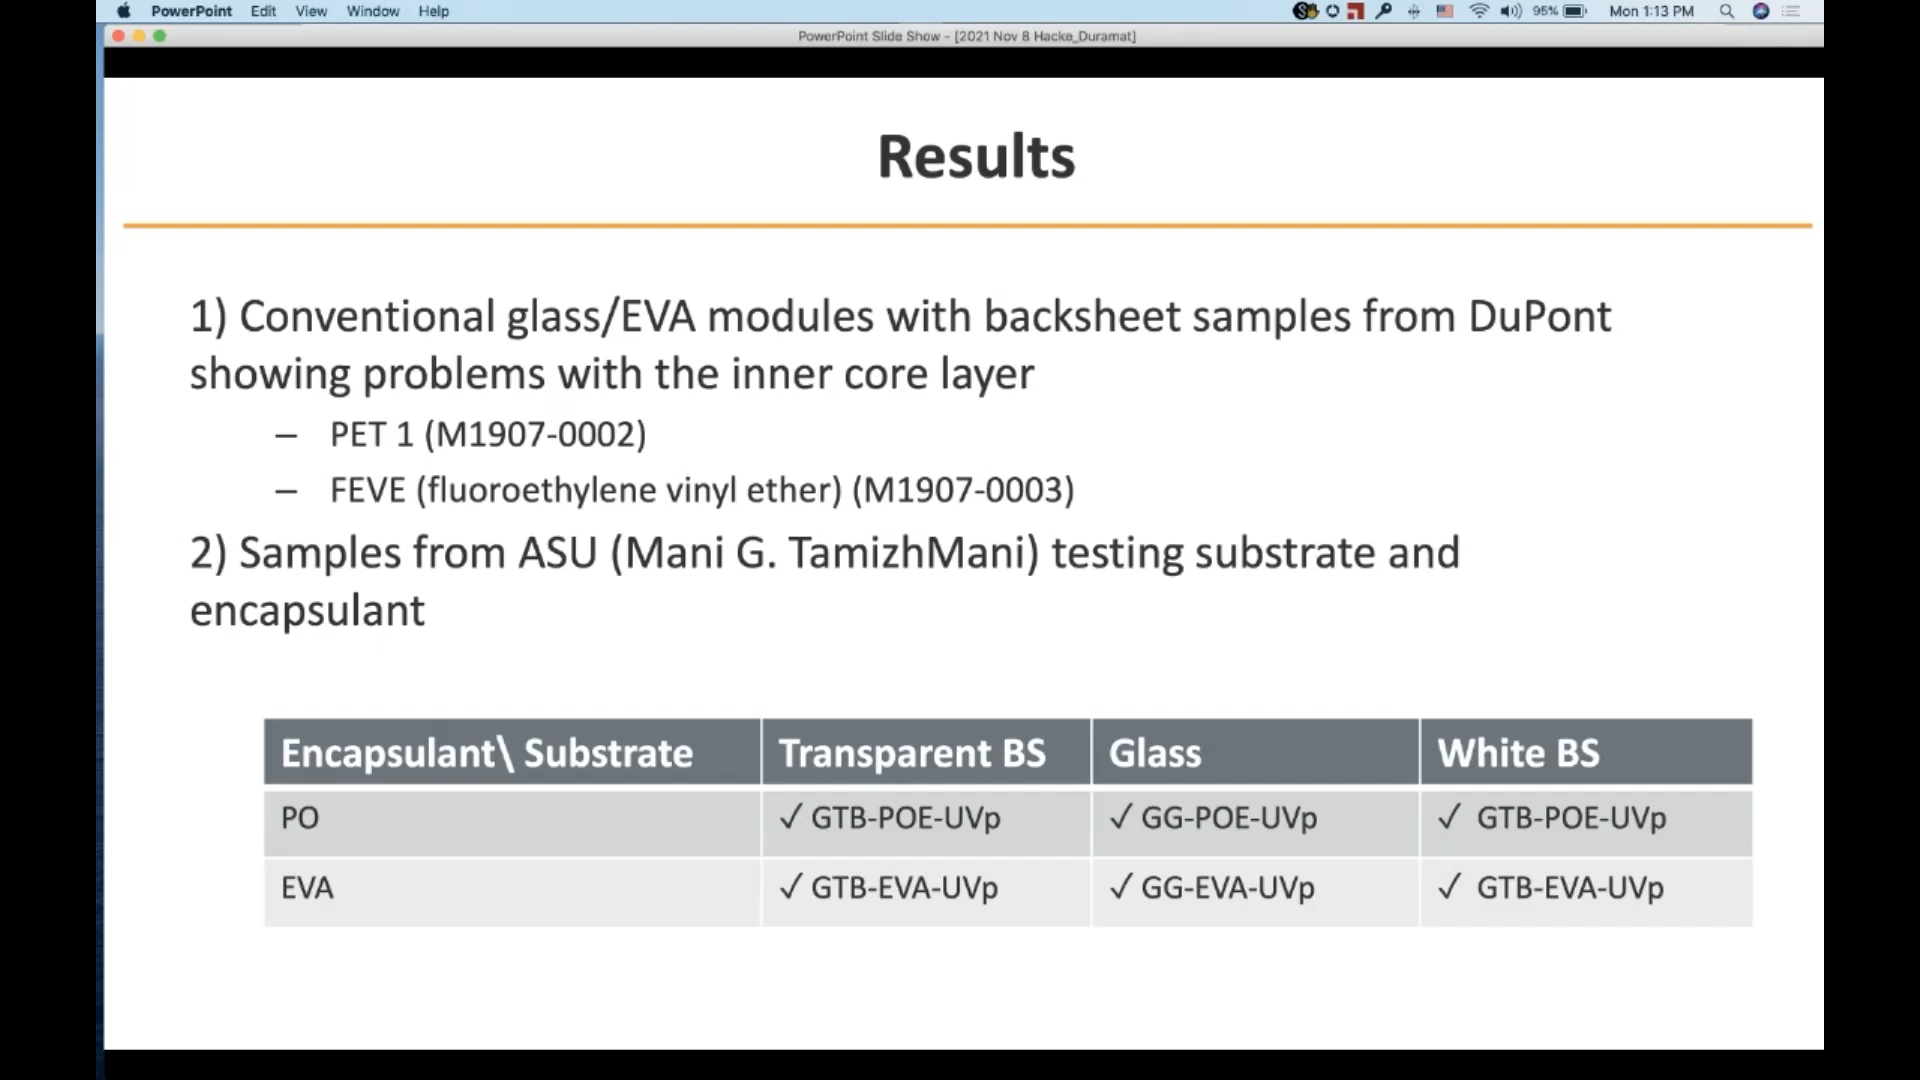 PowerPoint Edit View Window Help 95% Mon 1:13 PM
PowerPoint Slide Show - [2021 Nov 8 Hacke_Duramat]
Results
1) Conventional glass/EVA modules with backsheet samples from DuPont
showing problems with the inner core layer
– PET 1 (M1907-0002)
– FEVE (fluoroethylene vinyl ether) (M1907-0003)
2) Samples from ASU (Mani G. TamizhMani) testing substrate and
encapsulant
Encapsulant\ Substrate Transparent BS Glass White BS
PO ✓ GTB-POE-UVp ✓ GG-POE-UVp ✓ GTB-POE-UVp
EVA ✓ GTB-EVA-UVp ✓ GG-EVA-UVp ✓ GTB-EVA-UVp